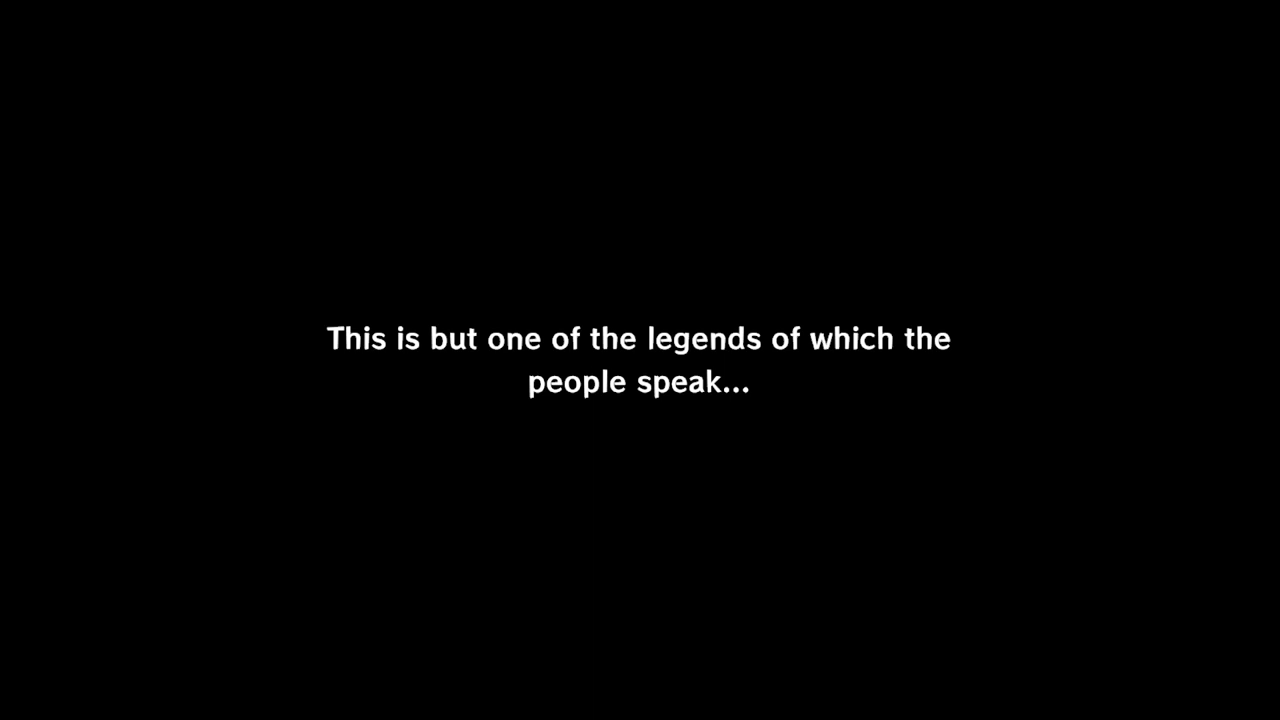 This is but one of the legends of which the
people speak...